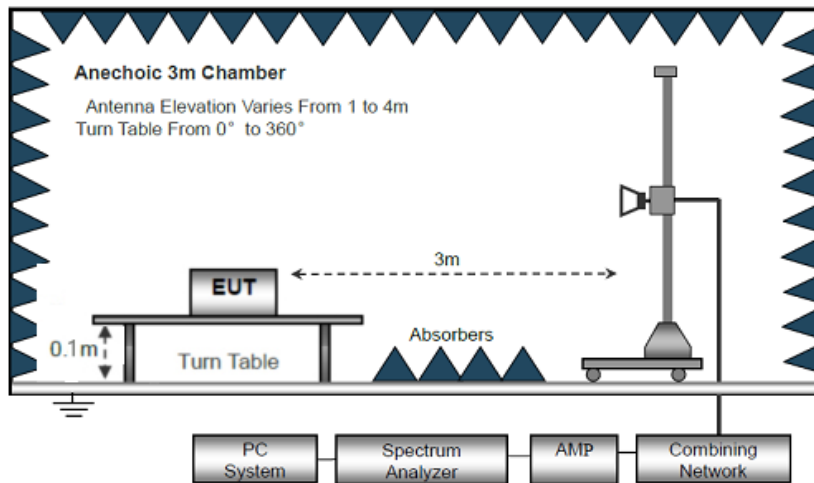 Anechoic 3m Chamber
Antenna Elevation Varies From 1 to 4m
Turn Table From 0° to 360°
3m
EUT
0.1m
Turn Table
Absorbers
PC
System
Spectrum
Analyzer
AMP
Combining
Network